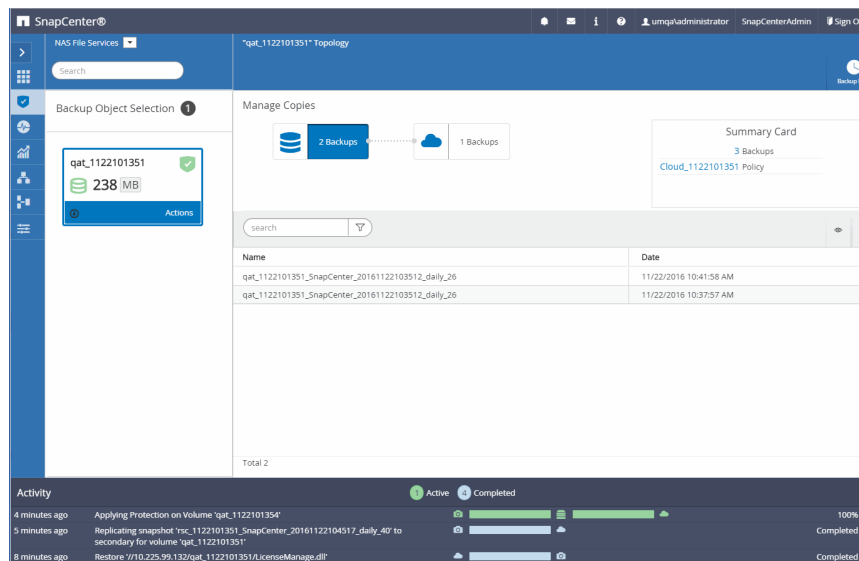 SnapCenter®
umqa\administrator SnapCenterAdmin Sign O
NAS File Services
"qat_1122101351" Topology
Search
Backup
Backup Object Selection 1
Manage Copies
2 Backups
1 Backups
Summary Card
3 Backups
Cloud_1122101351 Policy
qat_1122101351
238 MB
Actions
search
Name Date
qat_1122101351_SnapCenter_20161122103512_daily_26 11/22/2016 10:41:58 AM
qat_1122101351_SnapCenter_20161122103512_daily_26 11/22/2016 10:37:57 AM
Total 2
Activity
1 Active 4 Completed
4 minutes ago Applying Protection on Volume 'qat_1122101354' 100%
5 minutes ago Replicating snapshot 'rsc_1122101351_SnapCenter_20161122104517_daily_40' to Completed
secondary for volume 'qat_1122101351'
8 minutes ago Restore '//10.225.99.132/qat_1122101351/LicenseManage.dll' Completed